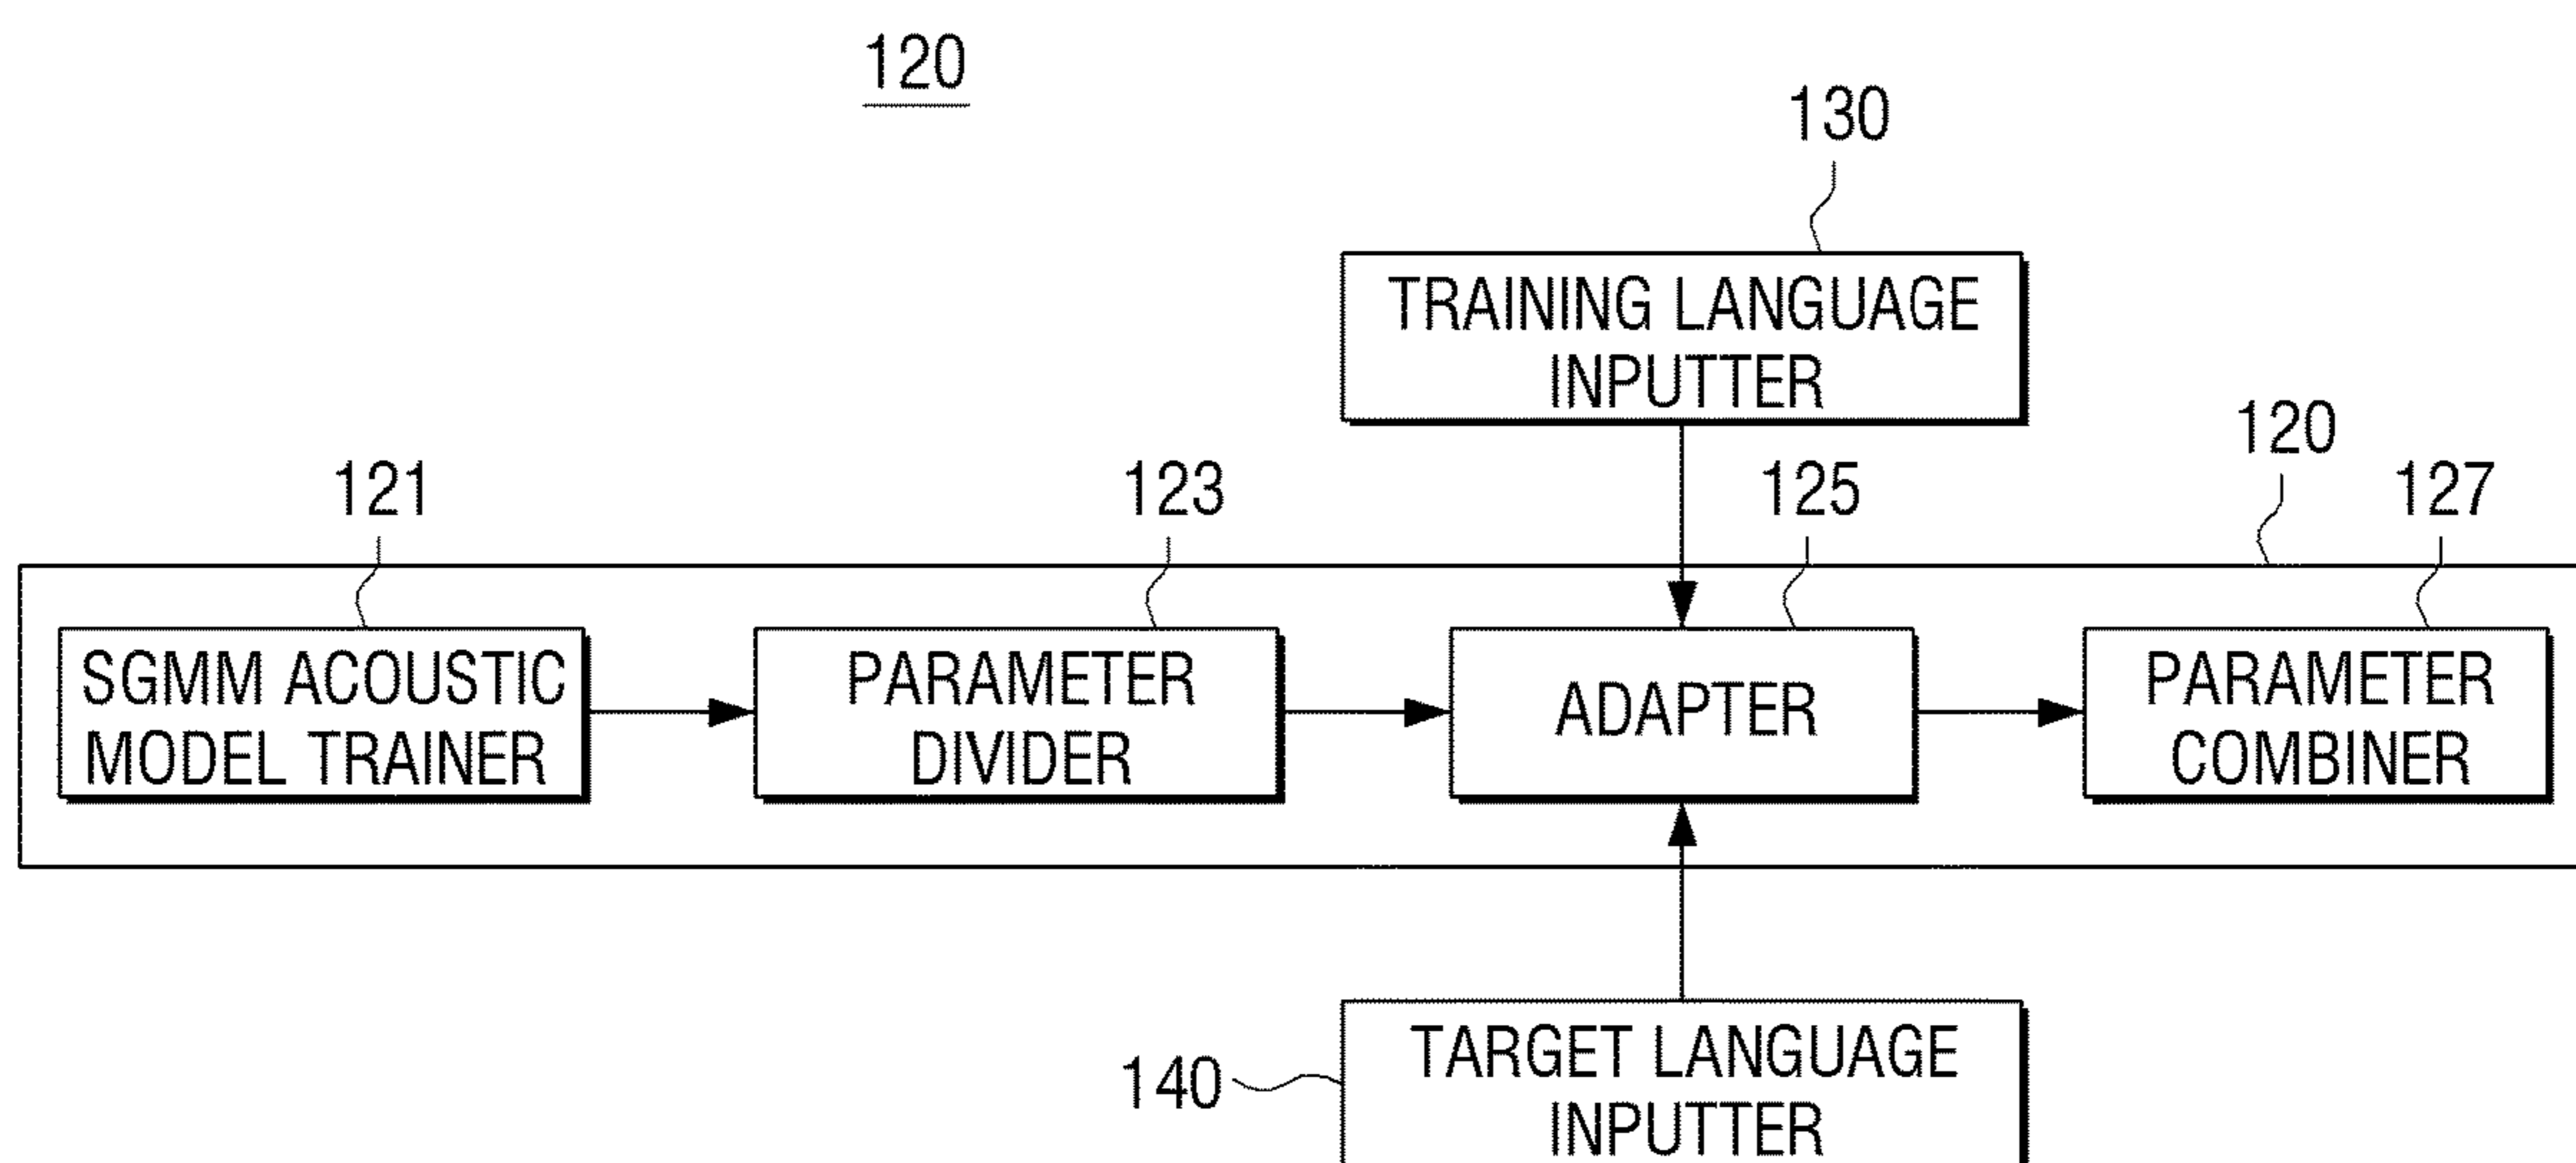 120
130
TRAINING LANGUAGE
INPUTTER
120
121
123
125
127
SGMM ACOUSTIC
MODEL TRAINER
PARAMETER
DIVIDER
ADAPTER
PARAMETER
COMBINER
140
TARGET LANGUAGE
INPUTTER